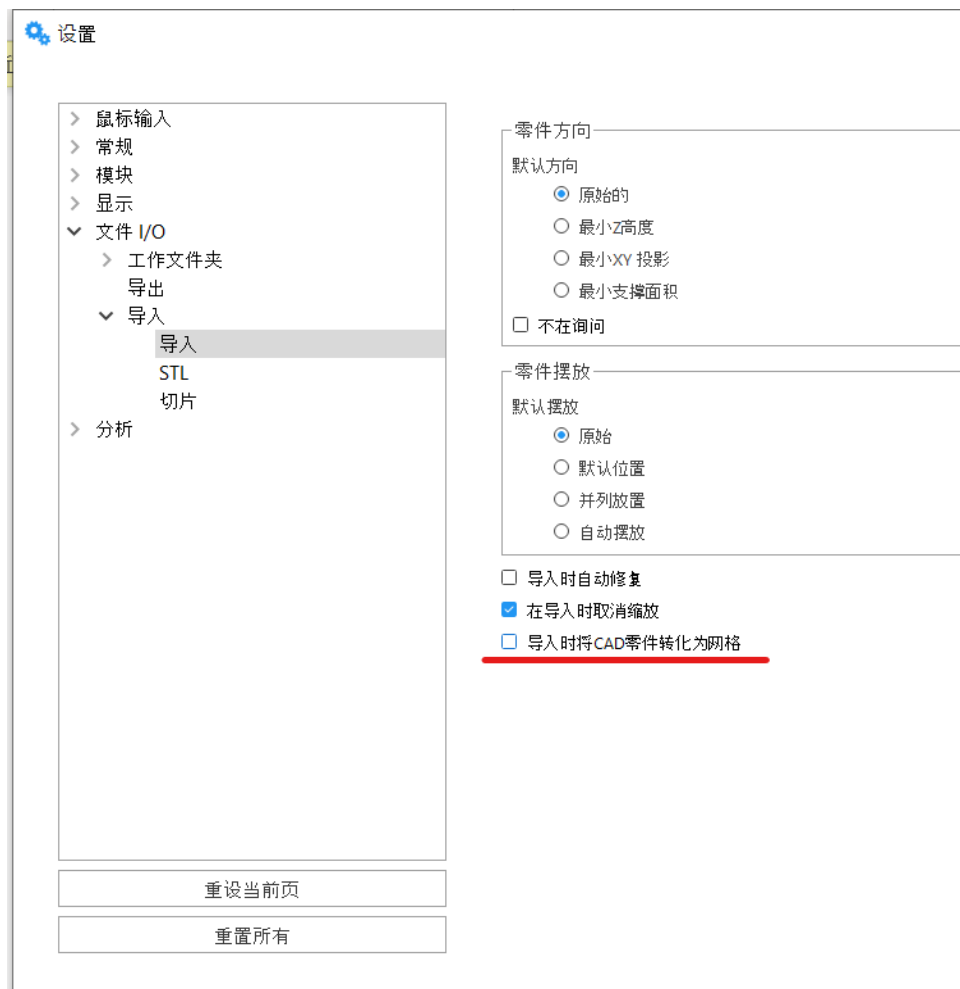 设置
鼠标输入
常规
模块
显示
文件 I/O
工作文件夹
导出
导入
导入
STL
切片
分析
重设当前页
重置所有
零件方向
默认方向
原始的
最小Z高度
最小XY 投影
最小支撑面积
不在询问
零件摆放
默认摆放
原始
默认位置
并列放置
自动摆放
导入时自动修复
在导入时取消缩放
导入时将CAD零件转化为网格